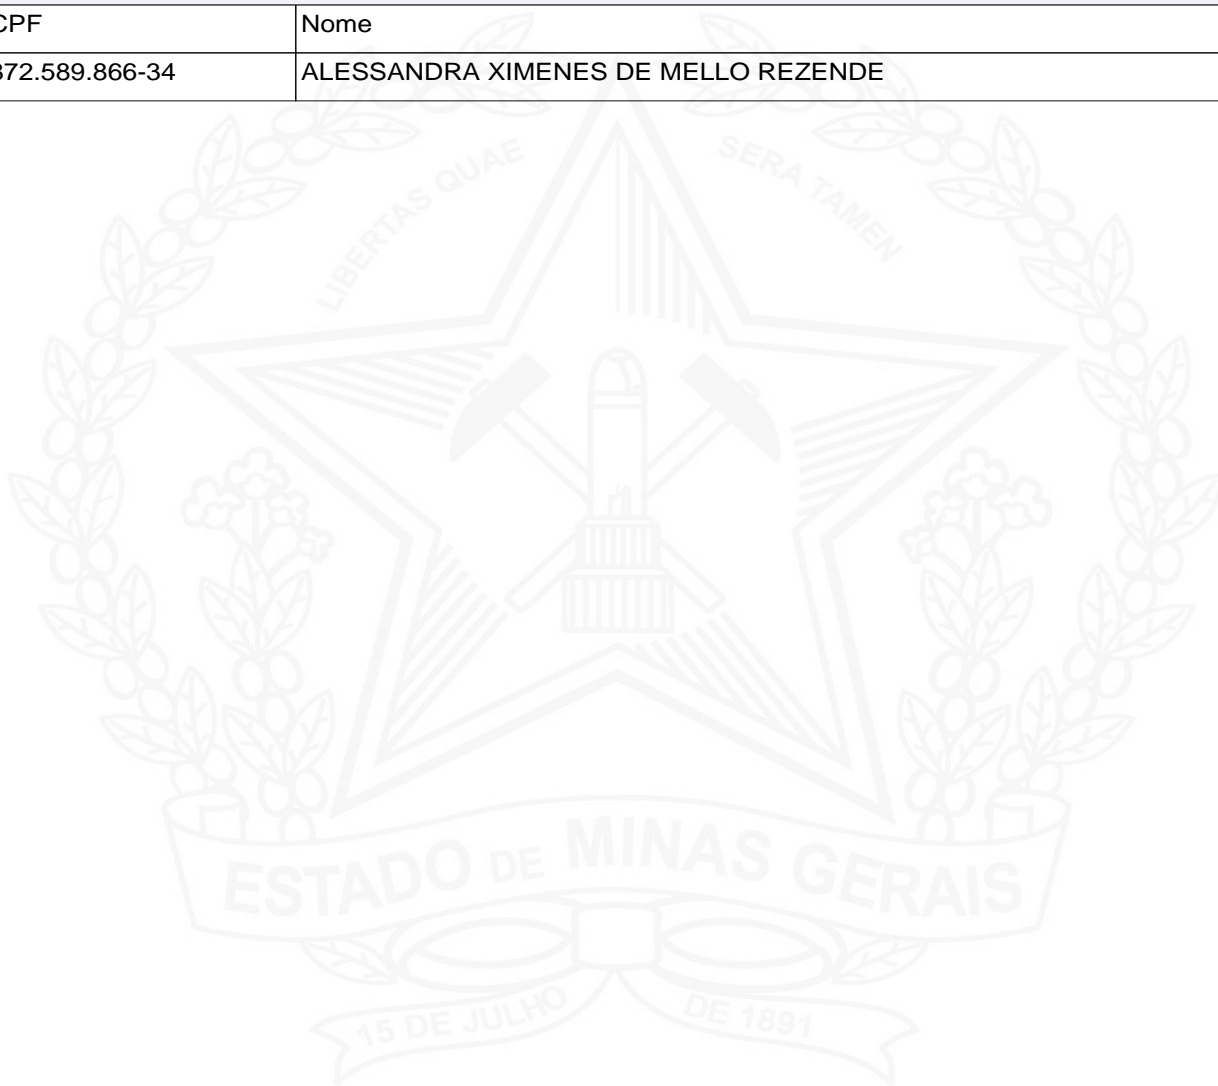 CPF Nome
872.589.866-34 ALESSANDRA XIMENES DE MELLO REZENDE
LIBERTAS QUAE SERA TAMEN
ESTADO DE MINAS GERAIS
15 DE JULHO DE 1891